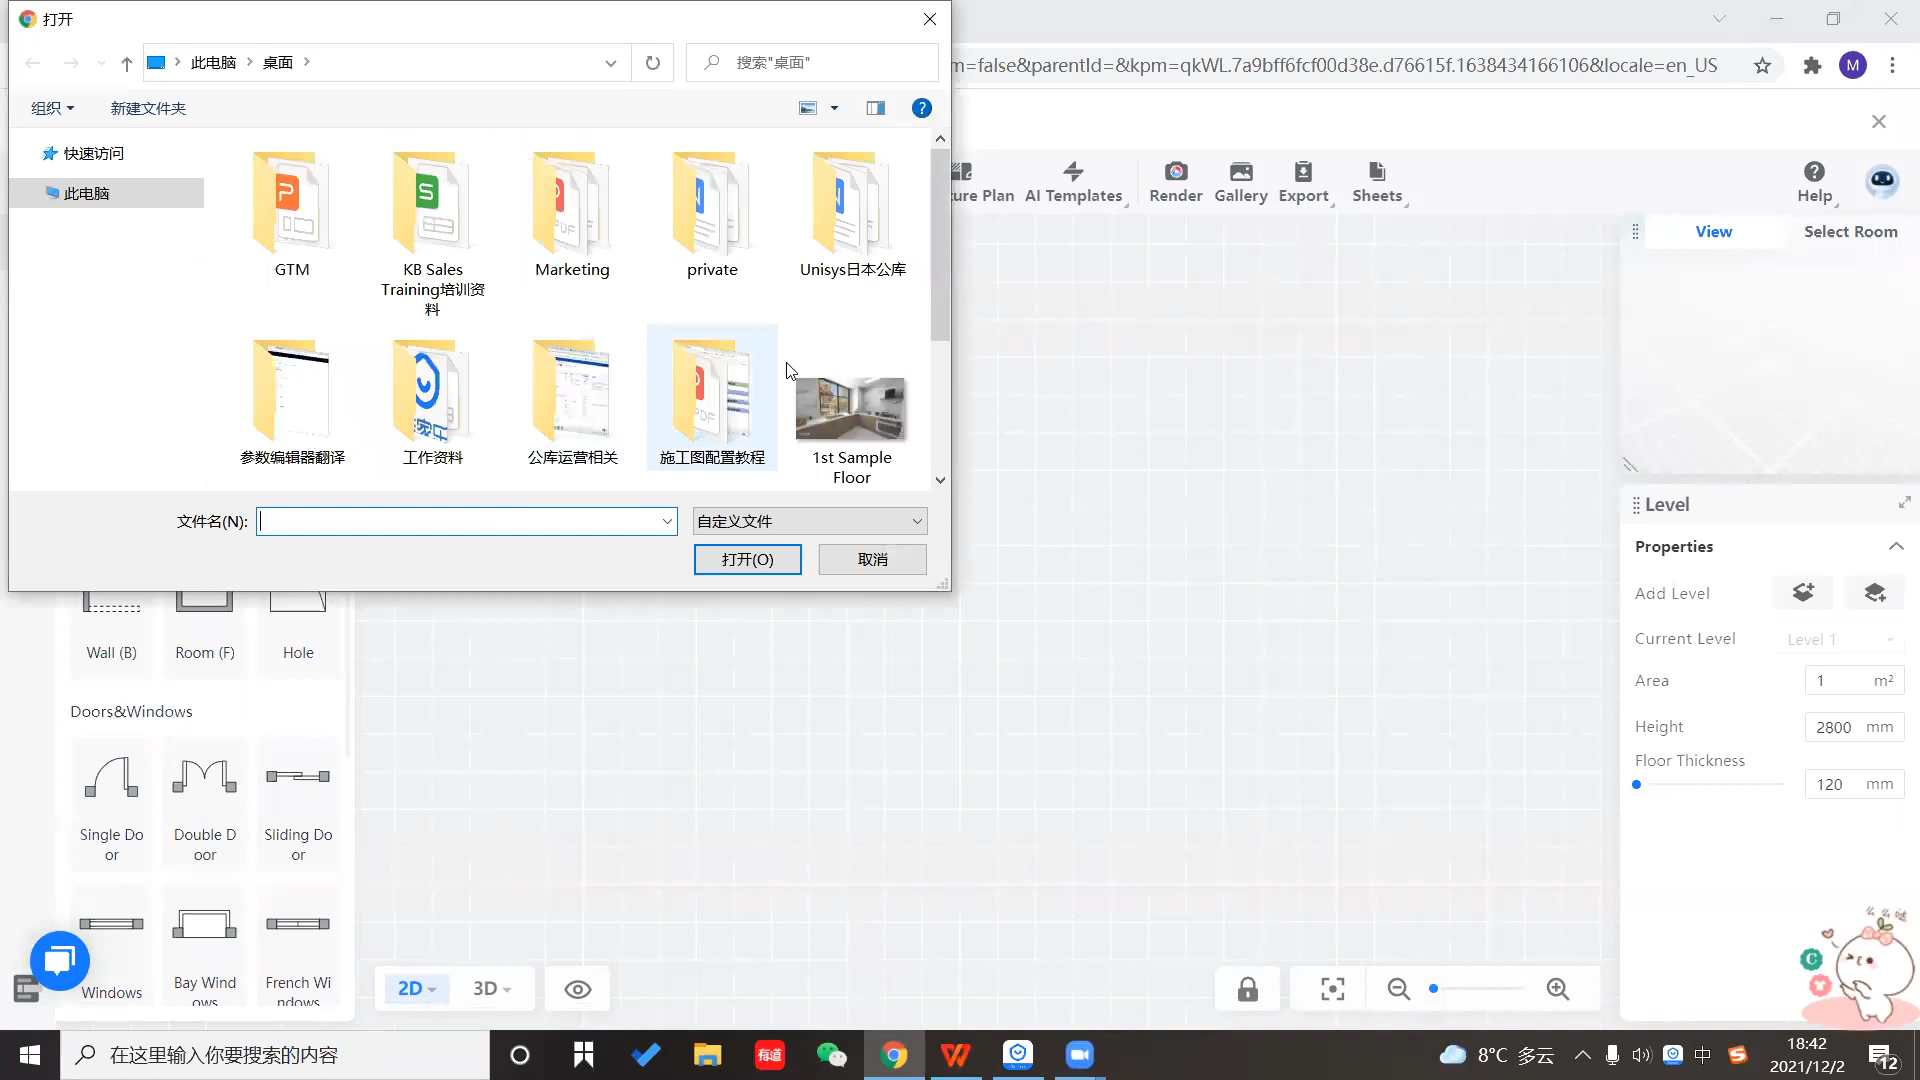 打开
此电脑
桌面
搜索"桌面"
m=false&parentId=&kpm=qkWL.7a9bff6fcf00d38e.d76615f.1638434166106&locale=en_US
M
组织
新建文件夹
快速访问
此电脑
GTM
KB Sales
Training培训资
料
Marketing
private
Unisys日本公库
参数编辑器翻译
工作资料
公库运营相关
施工图配置教程
1st Sample
Floor
文件名(N):
自定义文件
打开(O)
取消
ure Plan
AI Templates
Render
Gallery
Export
Sheets
Help
View
Select Room
Level
Properties
Add Level
Current Level
Level 1
Area
1
m²
Height
2800
mm
Floor Thickness
120
mm
Wall (B)
Room (F)
Hole
Doors&Windows
Single Do
or
Double D
oor
Sliding Do
or
Windows
Bay Wind
ows
French Wi
ndows
2D
3D
在这里输入你要搜索的内容
有道
8°C 多云
中
18:42
2021/12/2
12